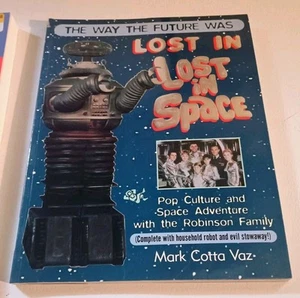 THE WAY THE FUTURE WAS
LOST IN
LOST
IN
SPACE
Pop Culture and
Space Adventure
with the Robinson Family
(Complete with household robot and evil stowaway!)
Mark Cotta Vaz